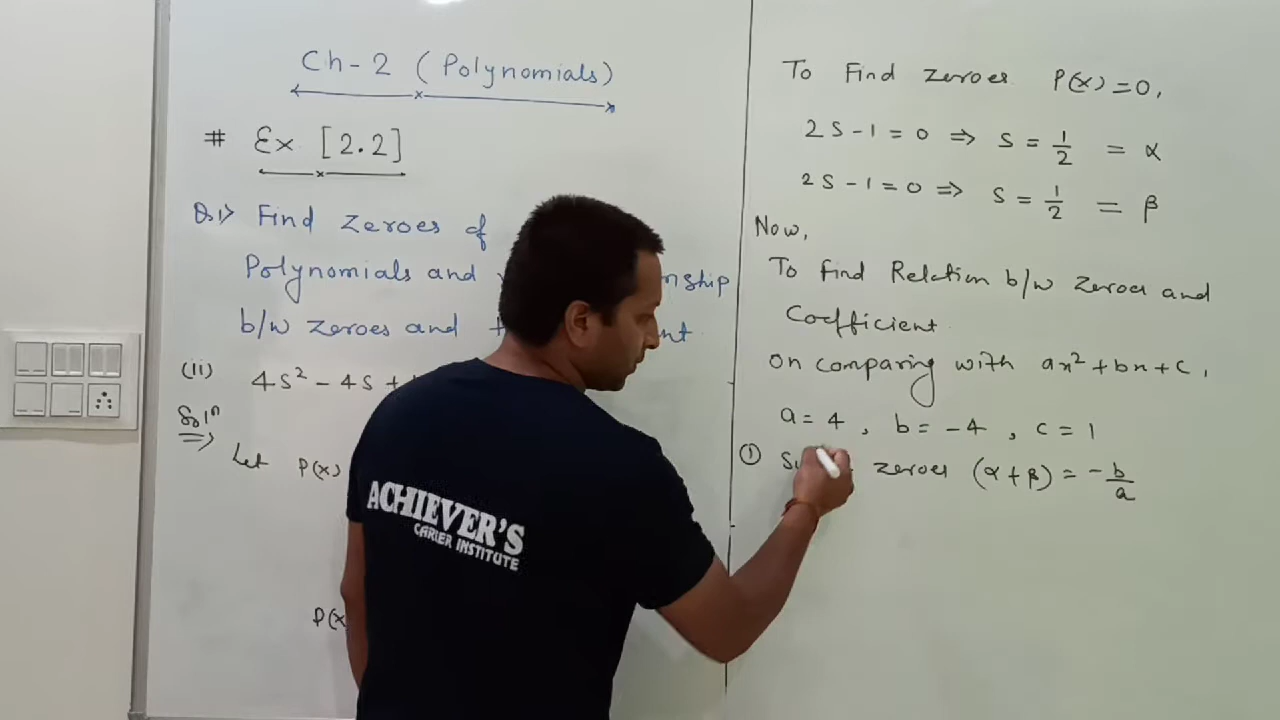 Ch-2 (Polynomials)
# Ex [2.2]
Q.1> Find zeroes of
Polynomials and
b/w zeroes and
(ii) 4s² - 4s +
Solⁿ
Let P(x)
P(x
ACHIEVER'S
CARIER INSTITUTE
To Find zeroes P(x) = 0,
2s - 1 = 0 ⇒ s = 1/2 = α
2s - 1 = 0 ⇒ s = 1/2 = β
Now,
To find Relation b/w zeroes and
Coefficient
on comparing with ax² + bx + c,
a = 4, b = -4, c = 1
① zeroes (α + β) = -b/a